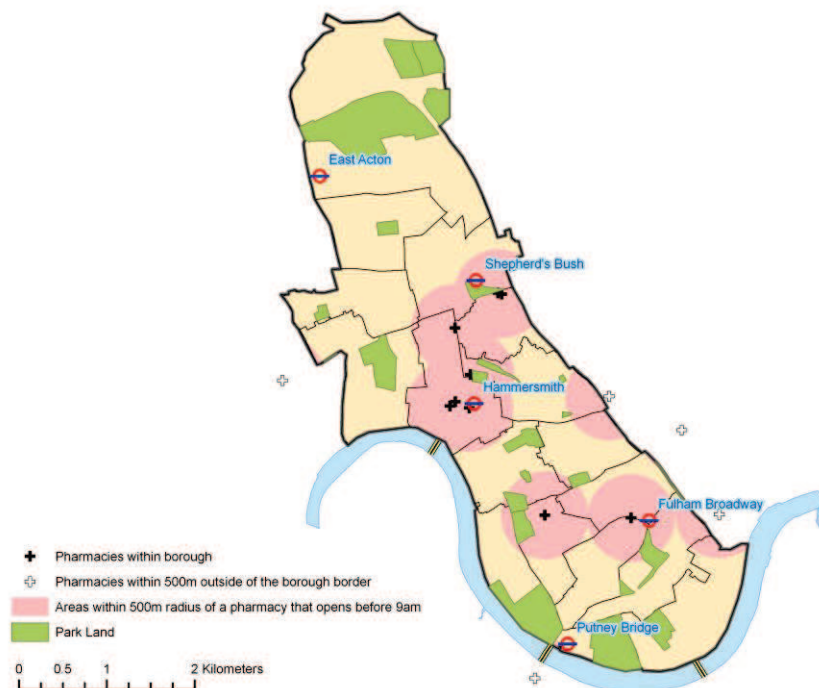 East Acton
Shepherd's Bush
Hammersmith
Fulham Broadway
Pharmacies within borough
Pharmacies within 500m outside of the borough border
Areas within 500m radius of a pharmacy that opens before 9am
Park Land
Putney Bridge
0 0.5 1 2 Kilometers